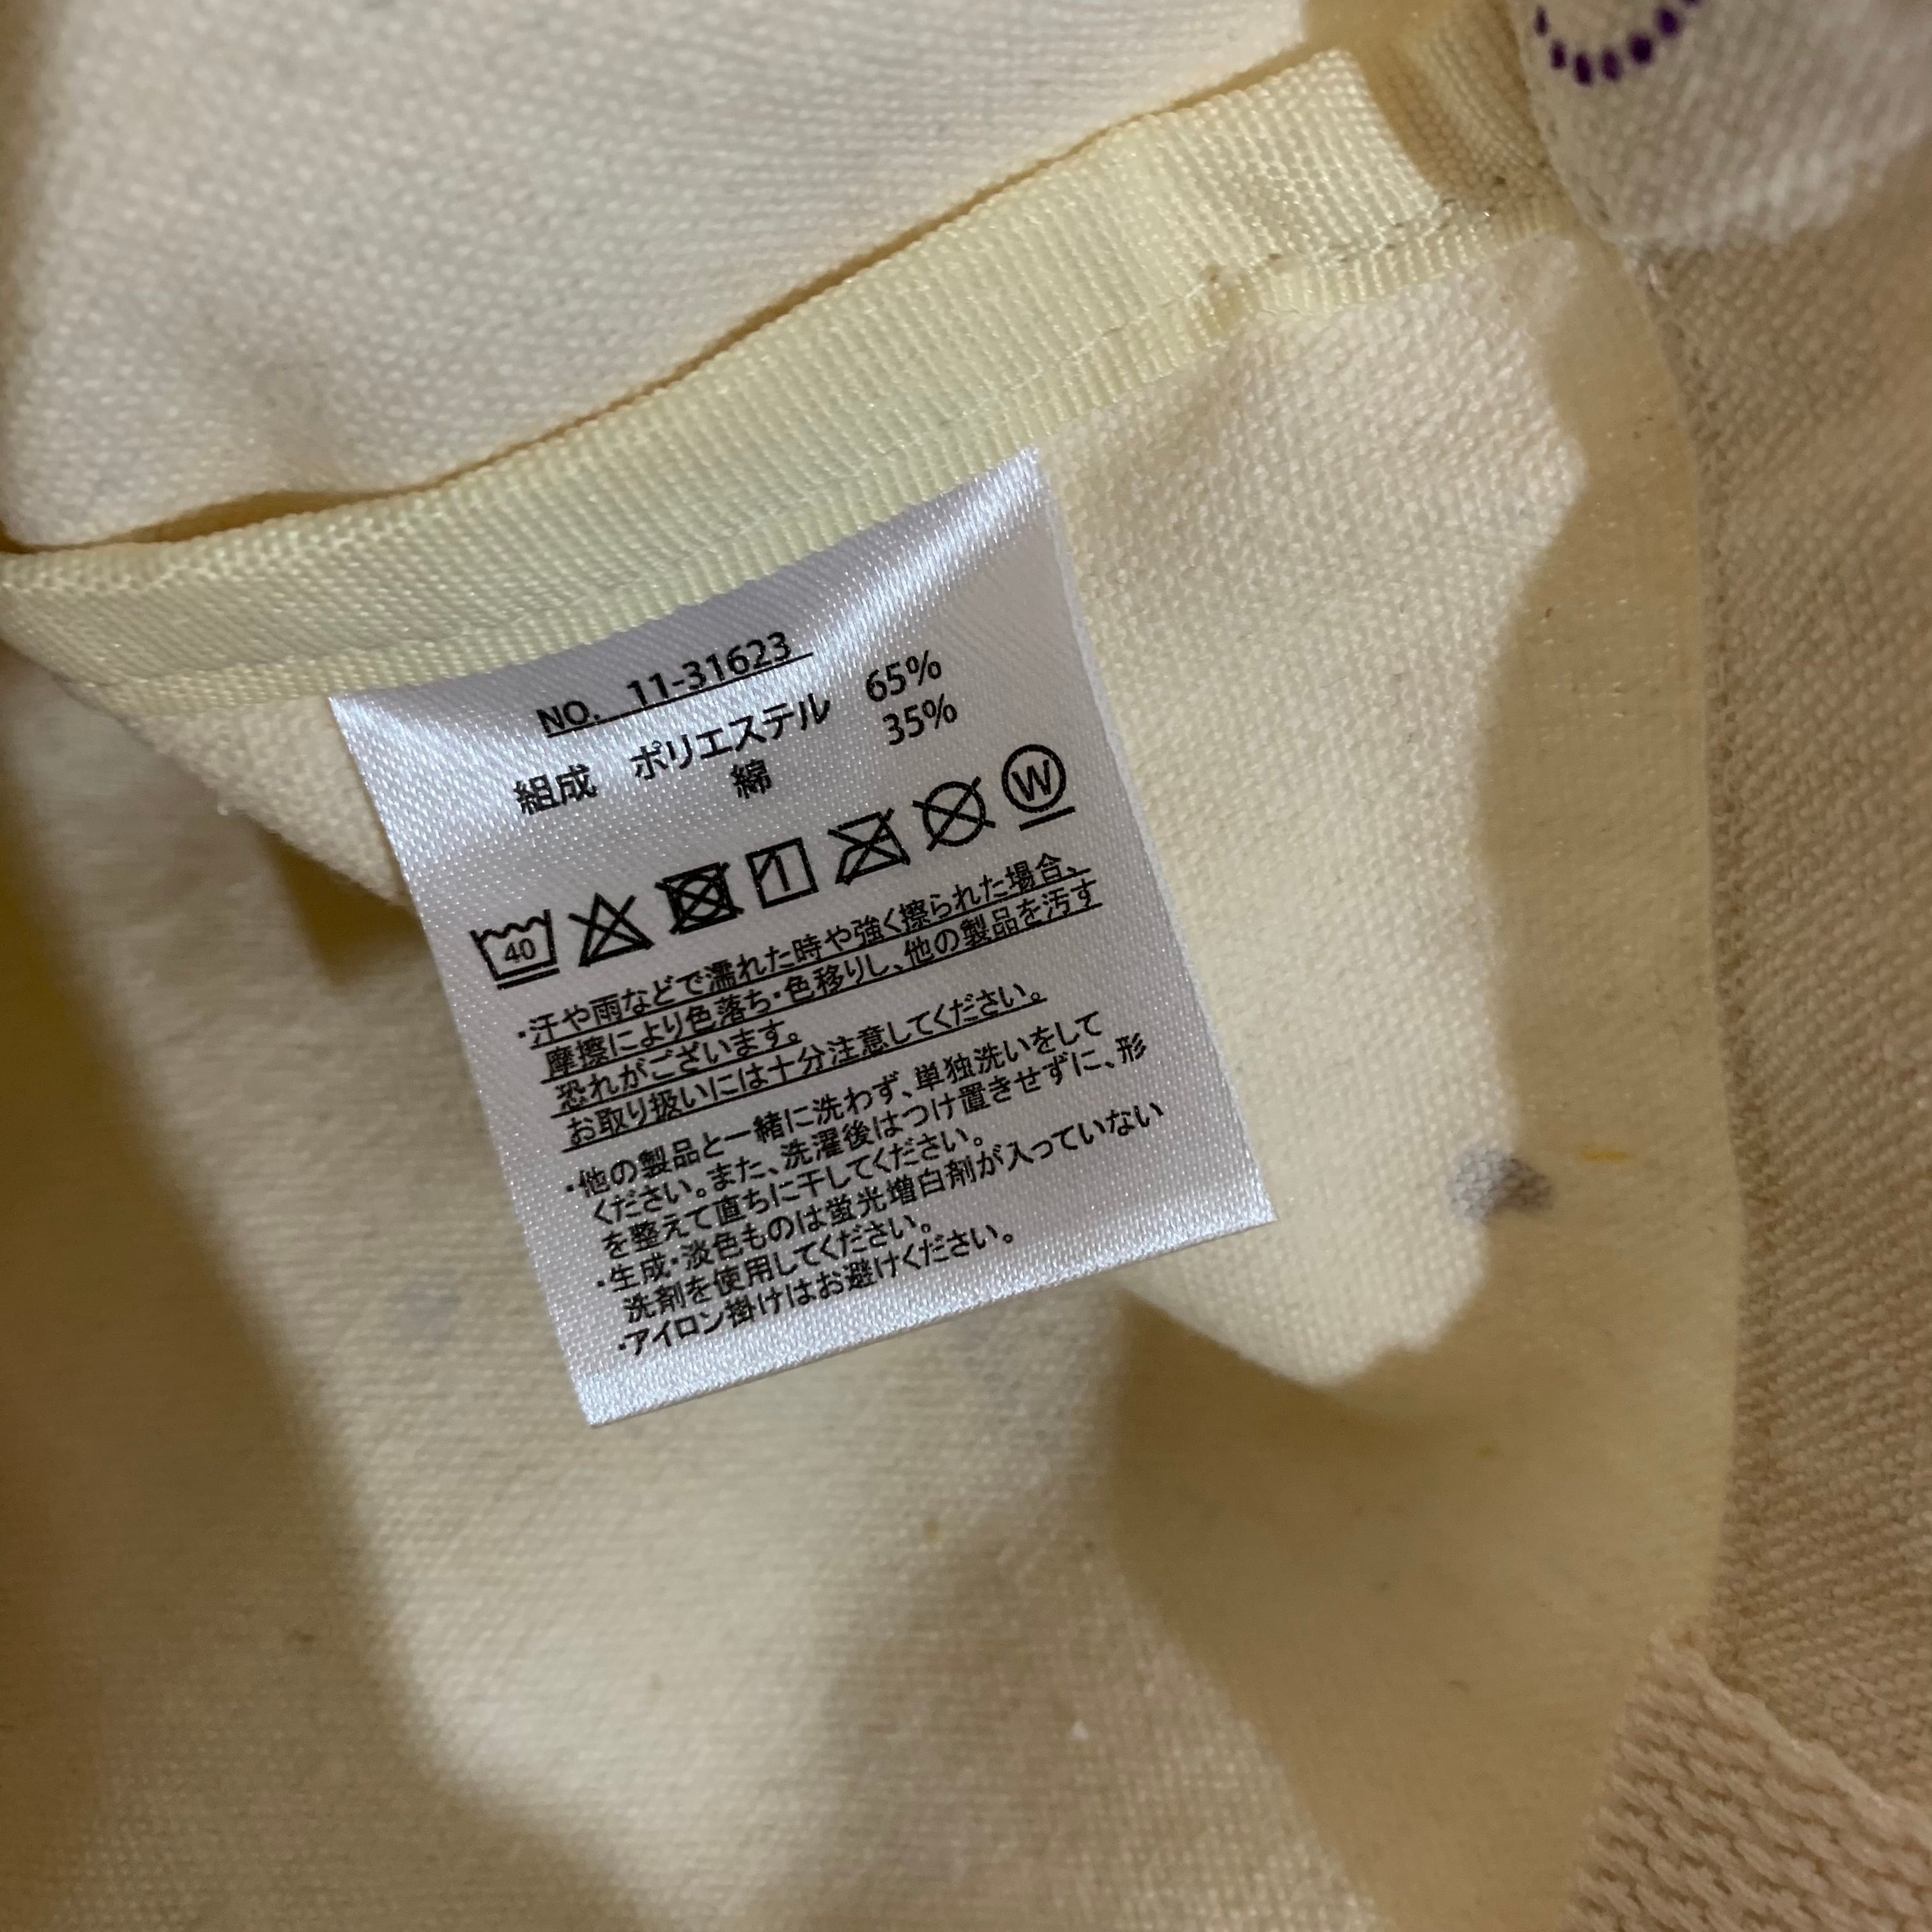 NO. 11-31623
組成 ポリエステル 65%
綿 35%
40 W
・汗や雨などで濡れた時や強く擦られた場合、
摩擦により色落ち・色移りし、他の製品を汚す
恐れがございます。
お取り扱いには十分注意してください。
・他の製品と一緒に洗わず、単独洗いをして
ください。また、洗濯後はつけ置きせずに、形
を整えて直ちに干してください。
・生成・淡色ものは蛍光増白剤が入っていない
洗剤を使用してください。
・アイロン掛けはお避けください。